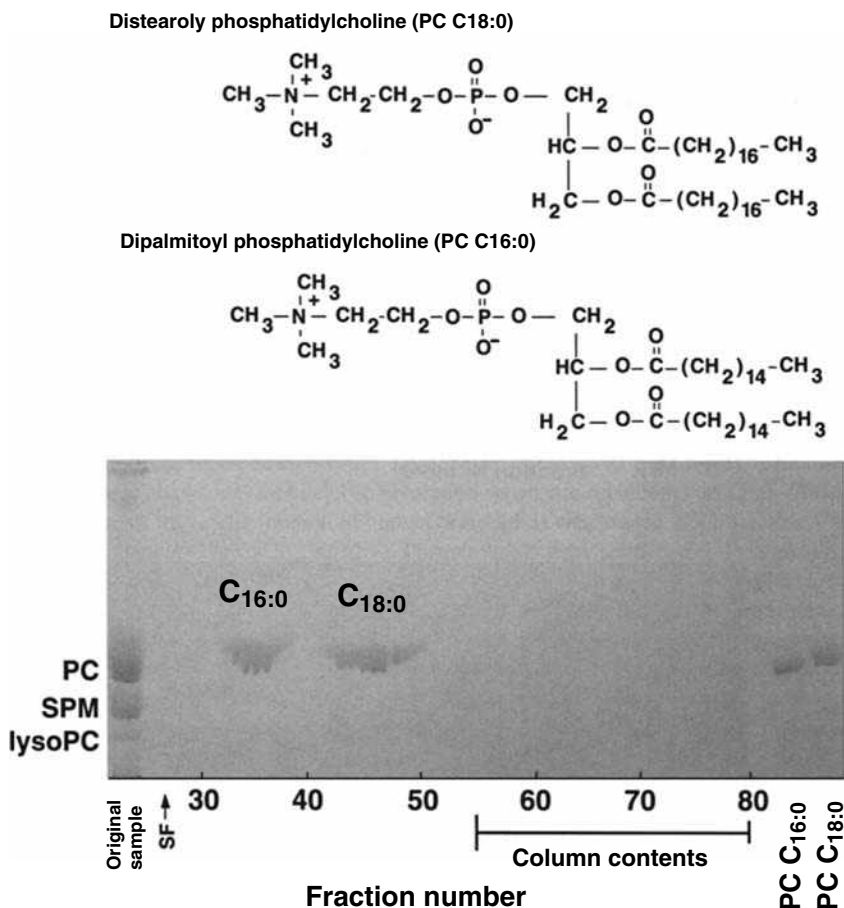 Distearoly phosphatidylcholine (PC C18:0)
CH3
O
CH3–N+–CH2-CH2–O–P–O–CH2
CH3
O−
O
HC–O–C–(CH2)16–CH3
O
H2C–O–C–(CH2)16–CH3
Dipalmitoyl phosphatidylcholine (PC C16:0)
CH3
O
CH3–N+–CH2-CH2–O–P–O–CH2
CH3
O−
O
HC–O–C–(CH2)14–CH3
O
H2C–O–C–(CH2)14–CH3
C16:0
C18:0
PC
SPM
lysoPC
Original sample
SF→
30 40 50 60 70 80
PC C16:0
PC C18:0
Column contents
Fraction number